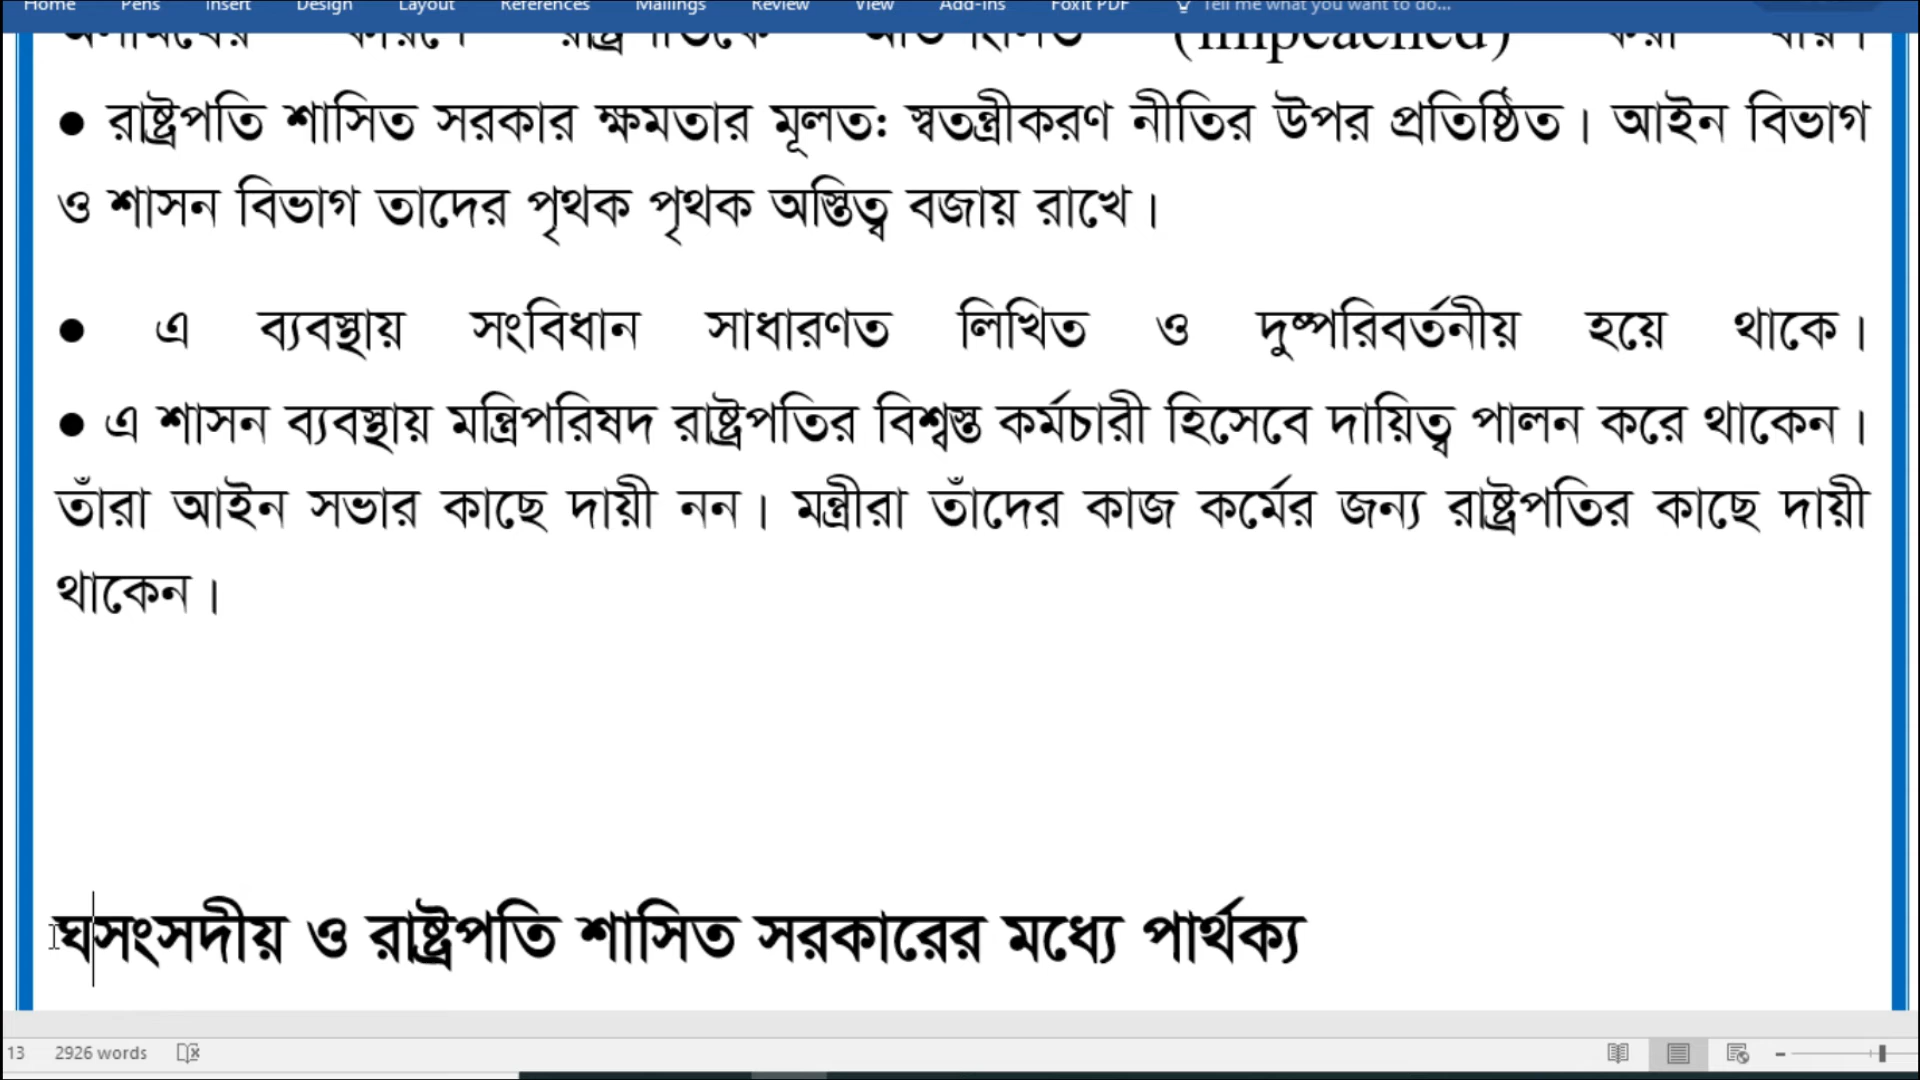 Home Pens Insert Design Layout References Mailings Review View Add-ins Foxit PDF Tell me what you want to do...
(Impeached) করা যায়।
● রাষ্ট্রপতি শাসিত সরকার ক্ষমতার মূলত: স্বতন্ত্রীকরণ নীতির উপর প্রতিষ্ঠিত। আইন বিভাগ
ও শাসন বিভাগ তাদের পৃথক পৃথক অস্তিত্ব বজায় রাখে।
● এ ব্যবস্থায় সংবিধান সাধারণত লিখিত ও দুষ্পরিবর্তনীয় হয়ে থাকে।
● এ শাসন ব্যবস্থায় মন্ত্রিপরিষদ রাষ্ট্রপতির বিশ্বস্ত কর্মচারী হিসেবে দায়িত্ব পালন করে থাকেন।
তাঁরা আইন সভার কাছে দায়ী নন। মন্ত্রীরা তাঁদের কাজ কর্মের জন্য রাষ্ট্রপতির কাছে দায়ী
থাকেন।
ঘসংসদীয় ও রাষ্ট্রপতি শাসিত সরকারের মধ্যে পার্থক্য
13 2926 words